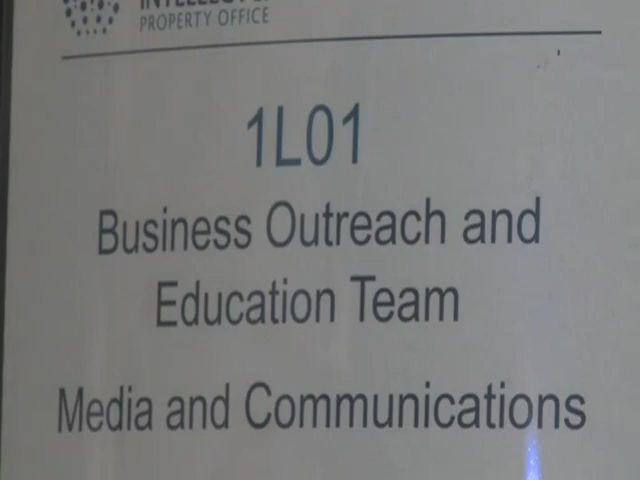 PROPERTY OFFICE
1L01
Business Outreach and
Education Team
Media and Communications